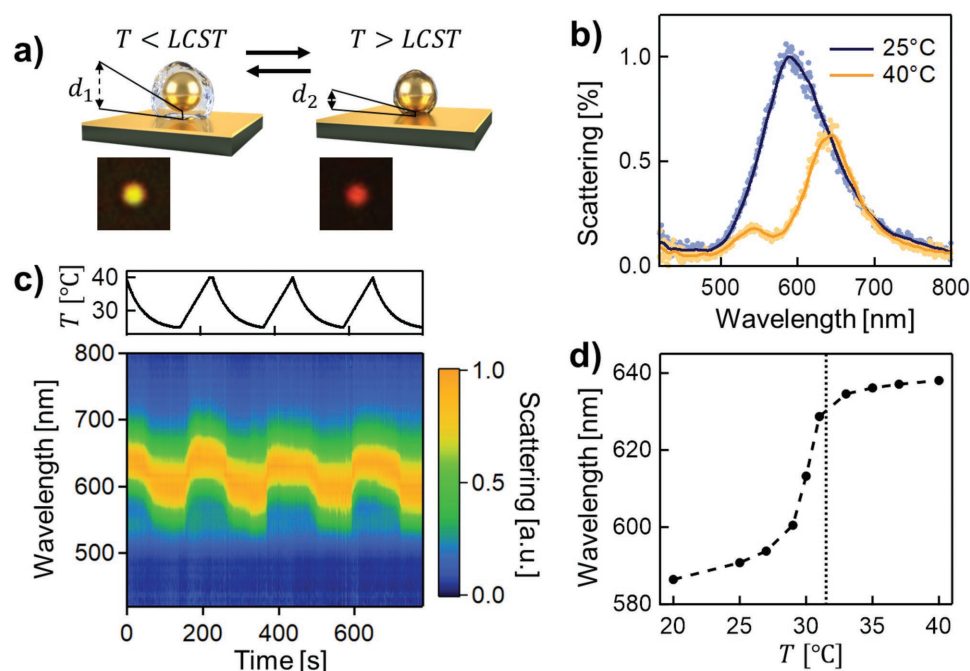 a)
T < LCST
T > LCST
d₁
d₂
b)
25°C
40°C
Scattering [%]
1.0
0.5
0.0
500
600
700
800
Wavelength [nm]
c)
T [°C]
40
30
Wavelength [nm]
800
700
600
500
0
200
400
600
Time [s]
1.0
0.5
0.0
Scattering [a.u.]
d)
Wavelength [nm]
640
620
600
580
20
25
30
35
40
T [°C]